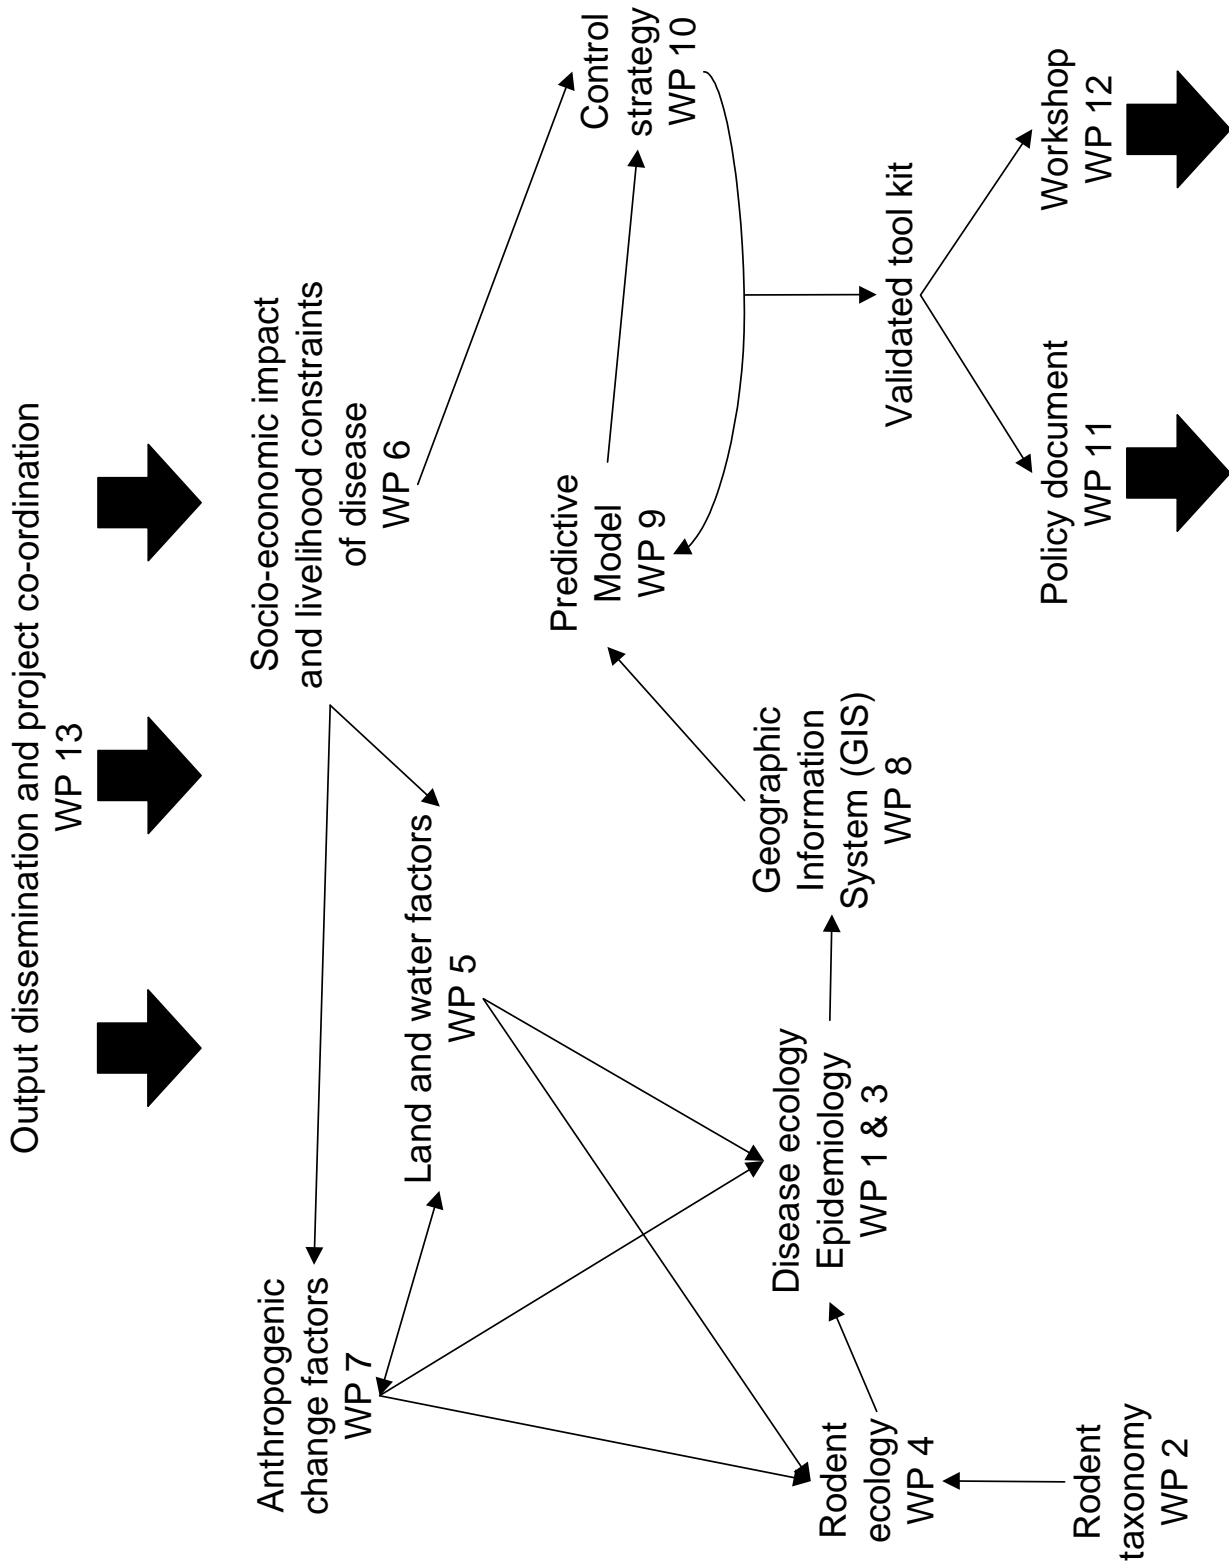 Output dissemination and project co-ordination
WP 13
Anthropogenic
change factors
WP 7
Socio-economic impact
and livelihood constraints
of disease
WP 6
Land and water factors
WP 5
Control
strategy
WP 10
Predictive
Model
WP 9
Geographic
Information
System (GIS)
WP 8
Disease ecology
Epidemiology
WP 1 & 3
Rodent
ecology
WP 4
Rodent
taxonomy
WP 2
Validated tool kit
Policy document
WP 11
Workshop
WP 12